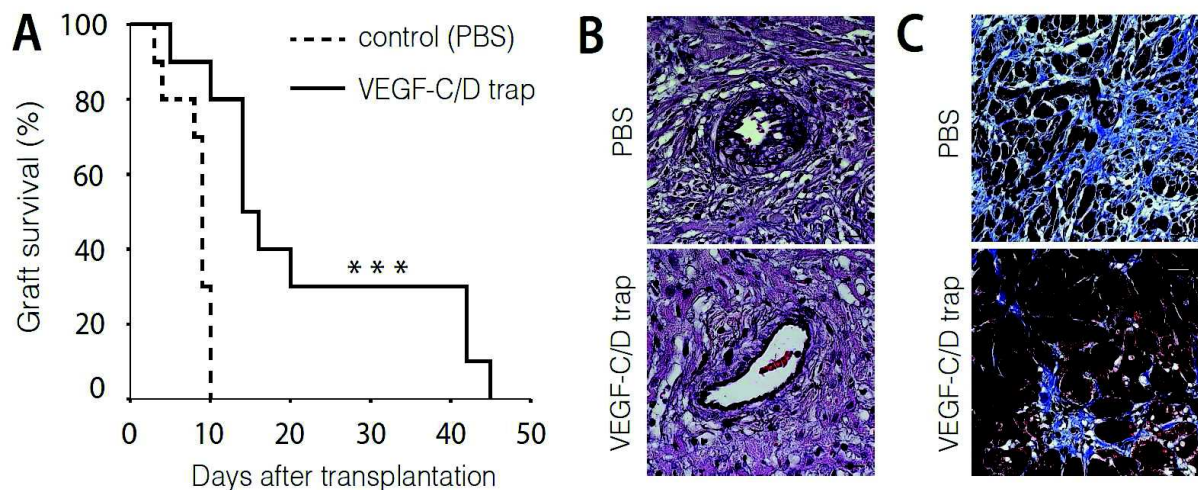 A
Graft survival (%)
100
80
60
40
20
0
0 10 20 30 40 50
Days after transplantation
control (PBS)
VEGF-C/D trap
***
B
PBS
VEGF-C/D trap
C
PBS
VEGF-C/D trap